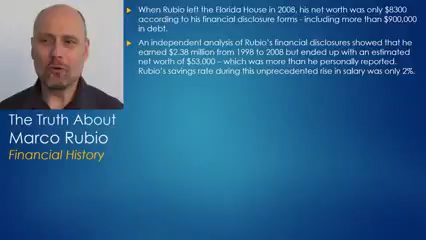 When Rubio left the Florida House in 2008, his net worth was only $8300
according to his financial disclosure forms - including more than $900,000
in debt.
An independent analysis of Rubio's financial disclosures showed that he
earned $2.38 million from 1998 to 2008 but ended up with an estimated
net worth of $53,000 – which was more than he personally reported.
Rubio's savings rate during this unprecedented rise in salary was only 2%.
The Truth About
Marco Rubio
Financial History